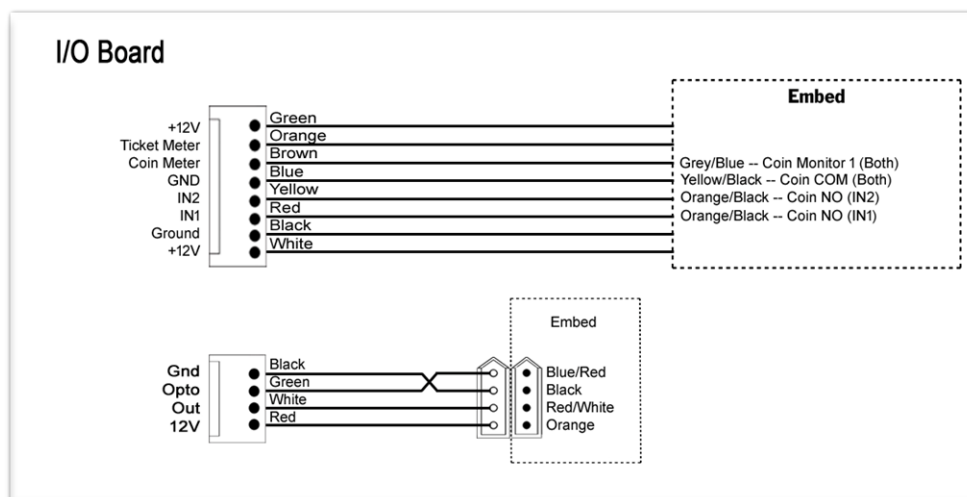 I/O Board
Embed
+12V Green
Ticket Meter Orange
Coin Meter Brown Grey/Blue -- Coin Monitor 1 (Both)
GND Blue Yellow/Black -- Coin COM (Both)
IN2 Yellow Orange/Black -- Coin NO (IN2)
IN1 Red Orange/Black -- Coin NO (IN1)
Ground Black
+12V White
Embed
Gnd Black Blue/Red
Opto Green Black
Out White Red/White
12V Red Orange